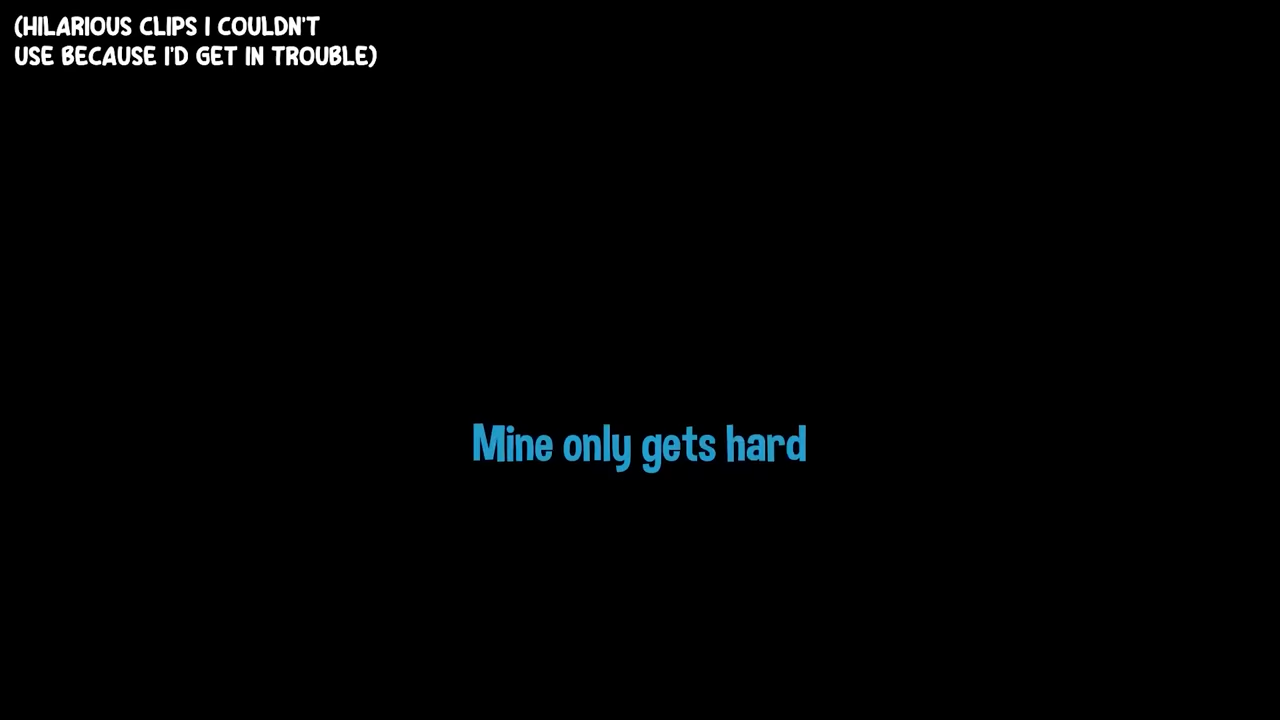 (HILARIOUS CLIPS I COULDN'T
USE BECAUSE I'D GET IN TROUBLE)
Mine only gets hard